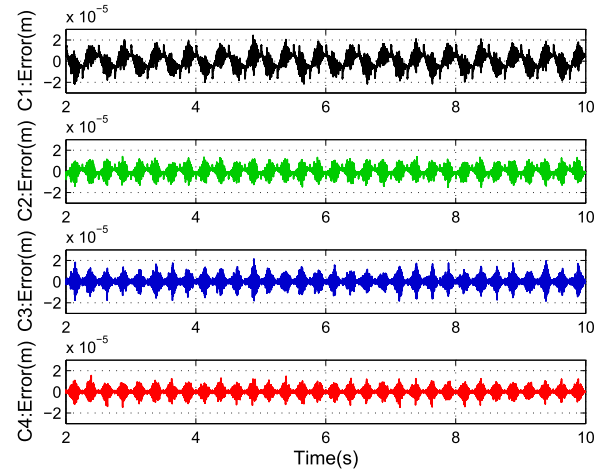 x 10⁻⁵
C1:Error(m)
2
0
−2
2 4 6 8 10
x 10⁻⁵
C2:Error(m)
2
0
−2
2 4 6 8 10
x 10⁻⁵
C3:Error(m)
2
0
−2
2 4 6 8 10
x 10⁻⁵
C4:Error(m)
2
0
−2
2 4 6 8 10
Time(s)